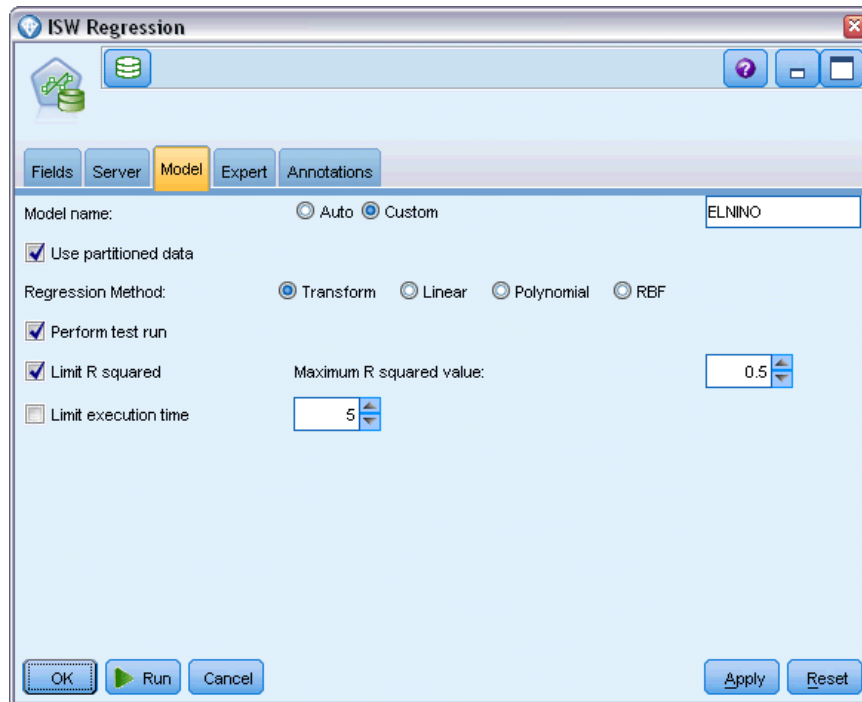 ISW Regression
Fields Server Model Expert Annotations
Model name: Auto Custom ELNINO
Use partitioned data
Regression Method: Transform Linear Polynomial RBF
Perform test run
Limit R squared Maximum R squared value: 0.5
Limit execution time 5
OK Run Cancel Apply Reset